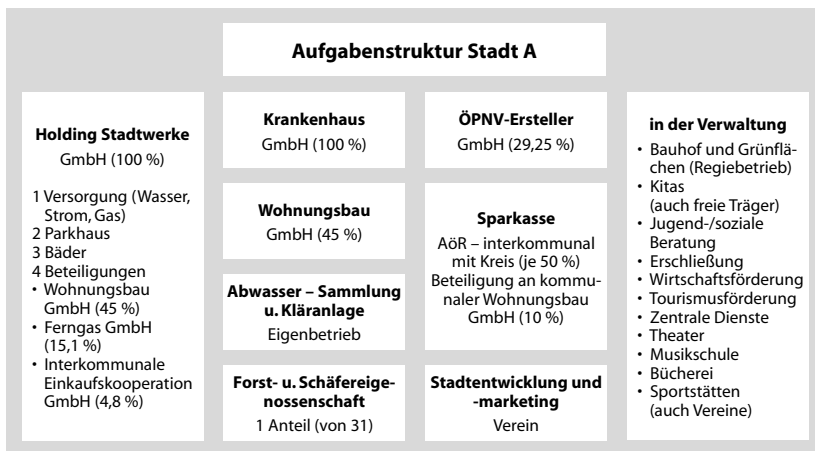 Aufgabenstruktur Stadt A
Holding Stadtwerke
GmbH (100 %)
1 Versorgung (Wasser,
Strom, Gas)
2 Parkhaus
3 Bäder
4 Beteiligungen
• Wohnungsbau
GmbH (45 %)
• Ferngas GmbH
(15,1 %)
• Interkommunale
Einkaufskooperation
GmbH (4,8 %)
Krankenhaus
GmbH (100 %)
Wohnungsbau
GmbH (45 %)
Abwasser – Sammlung
u. Kläranlage
Eigenbetrieb
Forst- u. Schäfereige-
nossenschaft
1 Anteil (von 31)
ÖPNV-Ersteller
GmbH (29,25 %)
Sparkasse
AöR – interkommunal
mit Kreis (je 50 %)
Beteiligung an kommu-
naler Wohnungsbau
GmbH (10 %)
Stadtentwicklung und
-marketing
Verein
in der Verwaltung
• Bauhof und Grünflä-
chen (Regiebetrieb)
• Kitas
(auch freie Träger)
• Jugend-/soziale
Beratung
• Erschließung
• Wirtschaftsförderung
• Tourismusförderung
• Zentrale Dienste
• Theater
• Musikschule
• Bücherei
• Sportstätten
(auch Vereine)